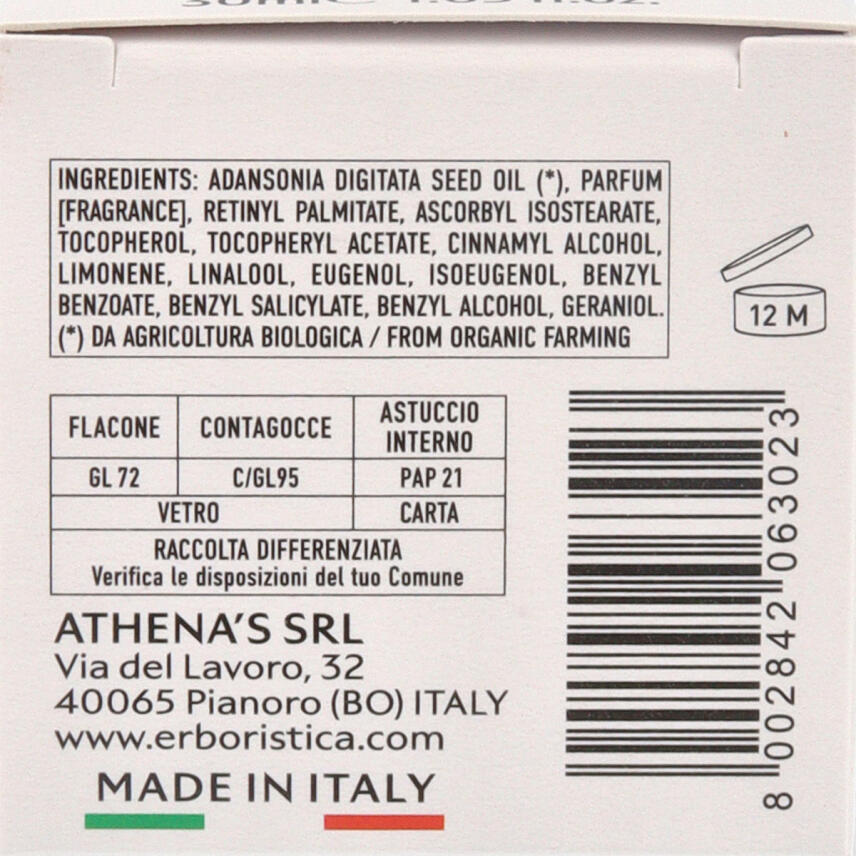 INGREDIENTS: ADANSONIA DIGITATA SEED OIL (*), PARFUM
[FRAGRANCE], RETINYL PALMITATE, ASCORBYL ISOSTEARATE,
TOCOPHEROL, TOCOPHERYL ACETATE, CINNAMYL ALCOHOL,
LIMONENE, LINALOOL, EUGENOL, ISOEUGENOL, BENZYL
BENZOATE, BENZYL SALICYLATE, BENZYL ALCOHOL, GERANIOL.
(*) DA AGRICOLTURA BIOLOGICA / FROM ORGANIC FARMING
12 M
FLACONE CONTAGOCCE ASTUCCIO
INTERNO
GL 72 C/GL95 PAP 21
VETRO CARTA
RACCOLTA DIFFERENZIATA
Verifica le disposizioni del tuo Comune
ATHENA'S SRL
Via del Lavoro, 32
40065 Pianoro (BO) ITALY
www.erboristica.com
MADE IN ITALY
8 002842 063023